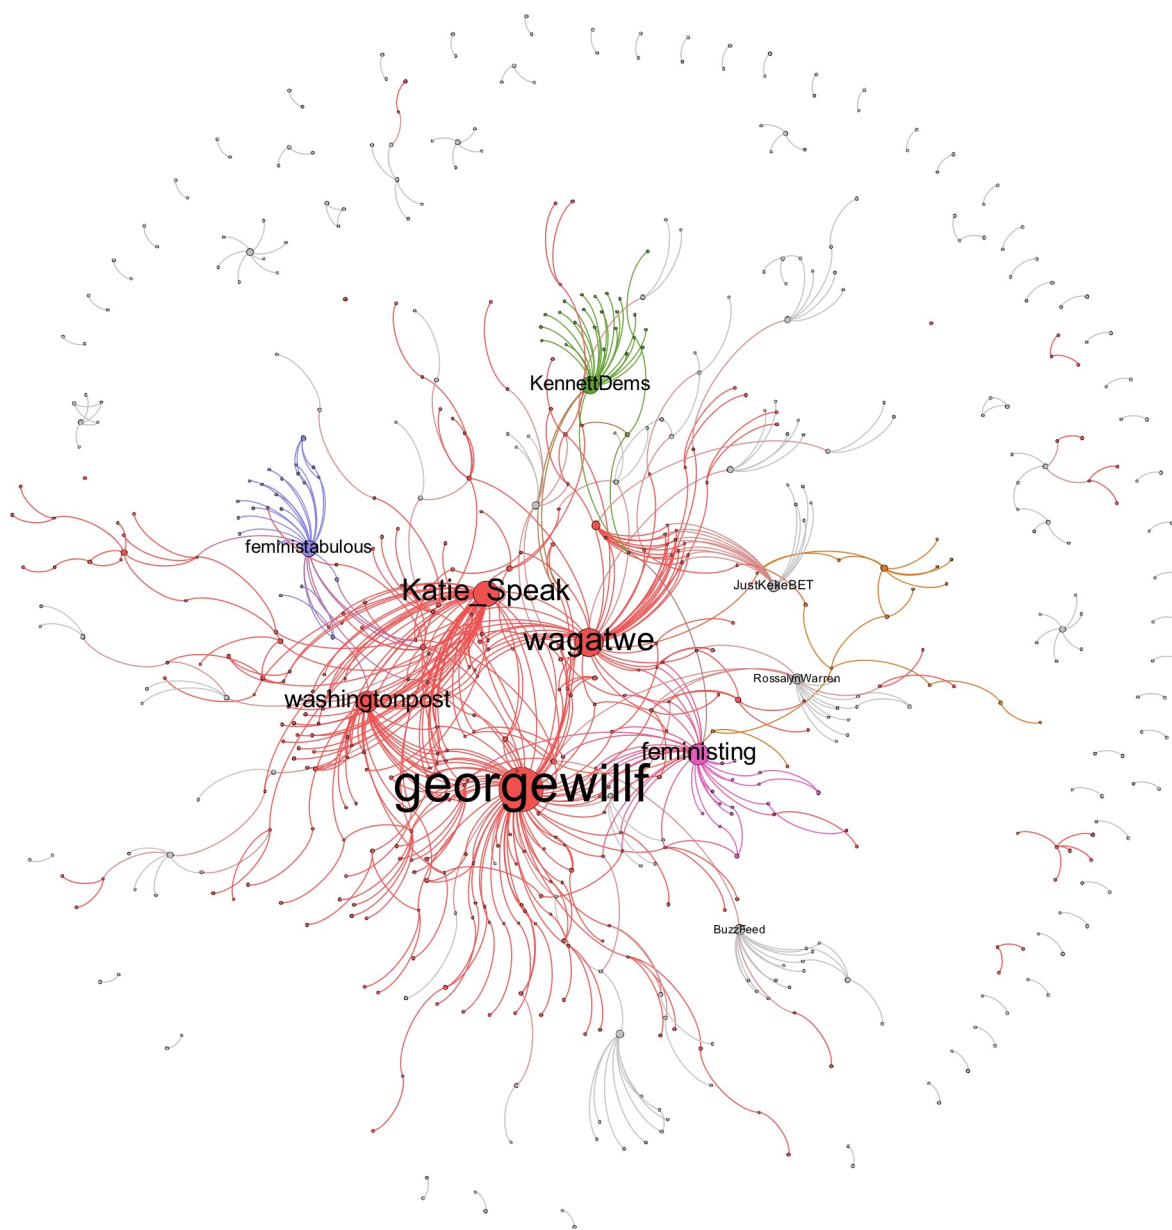 KennettDems
feministabulous
Katie_Speak
JustKekeBET
wagatwe
RossalynWarren
washingtonpost
feministing
georgewillf
BuzzFeed